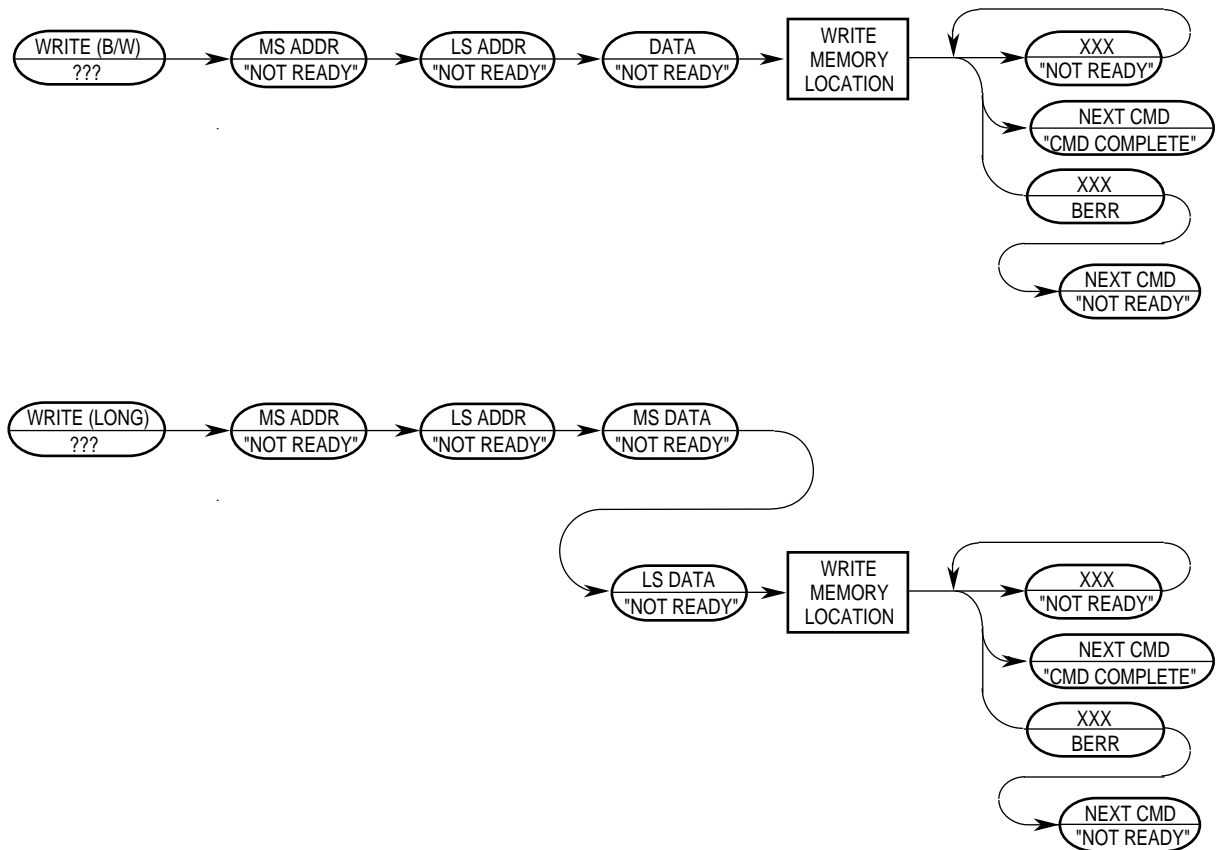 WRITE (B/W)
???
MS ADDR
"NOT READY"
LS ADDR
"NOT READY"
DATA
"NOT READY"
WRITE
MEMORY
LOCATION
XXX
"NOT READY"
NEXT CMD
"CMD COMPLETE"
XXX
BERR
NEXT CMD
"NOT READY"
WRITE (LONG)
???
MS ADDR
"NOT READY"
LS ADDR
"NOT READY"
MS DATA
"NOT READY"
LS DATA
"NOT READY"
WRITE
MEMORY
LOCATION
XXX
"NOT READY"
NEXT CMD
"CMD COMPLETE"
XXX
BERR
NEXT CMD
"NOT READY"